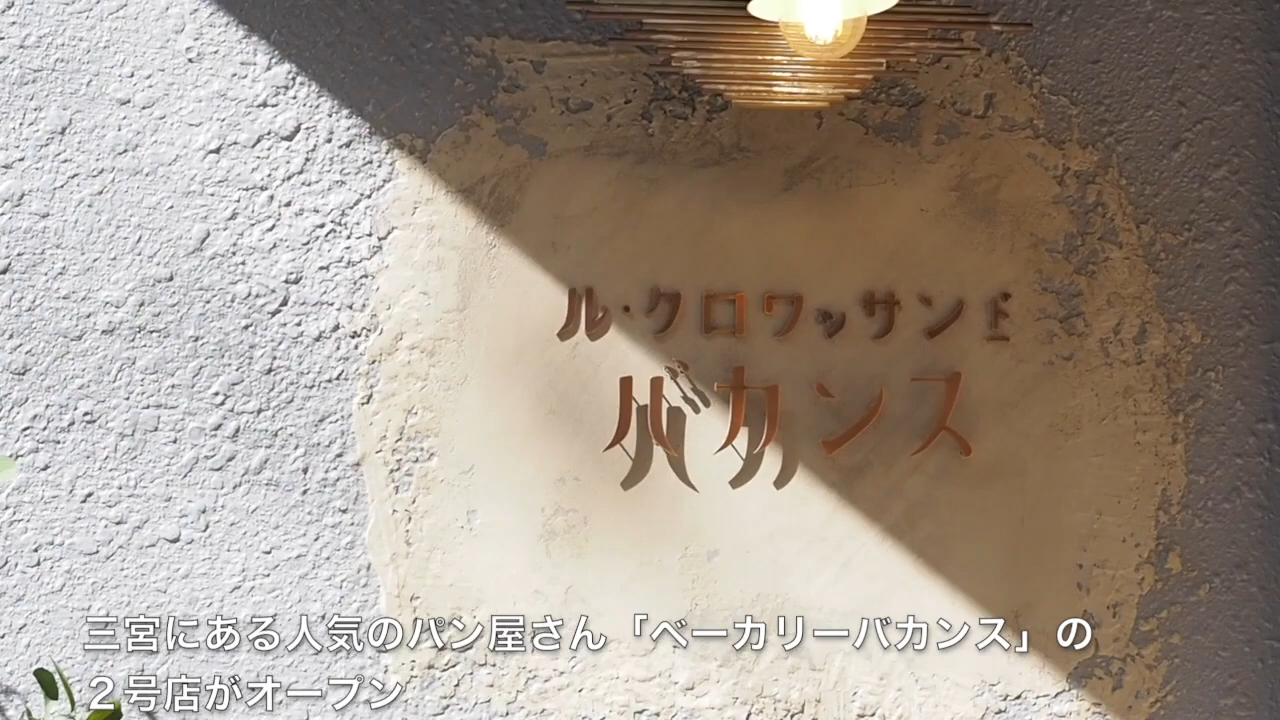 ル・クロワッサンド
バカンス
三宮にある人気のパン屋さん「ベーカリーバカンス」の
２号店がオープン